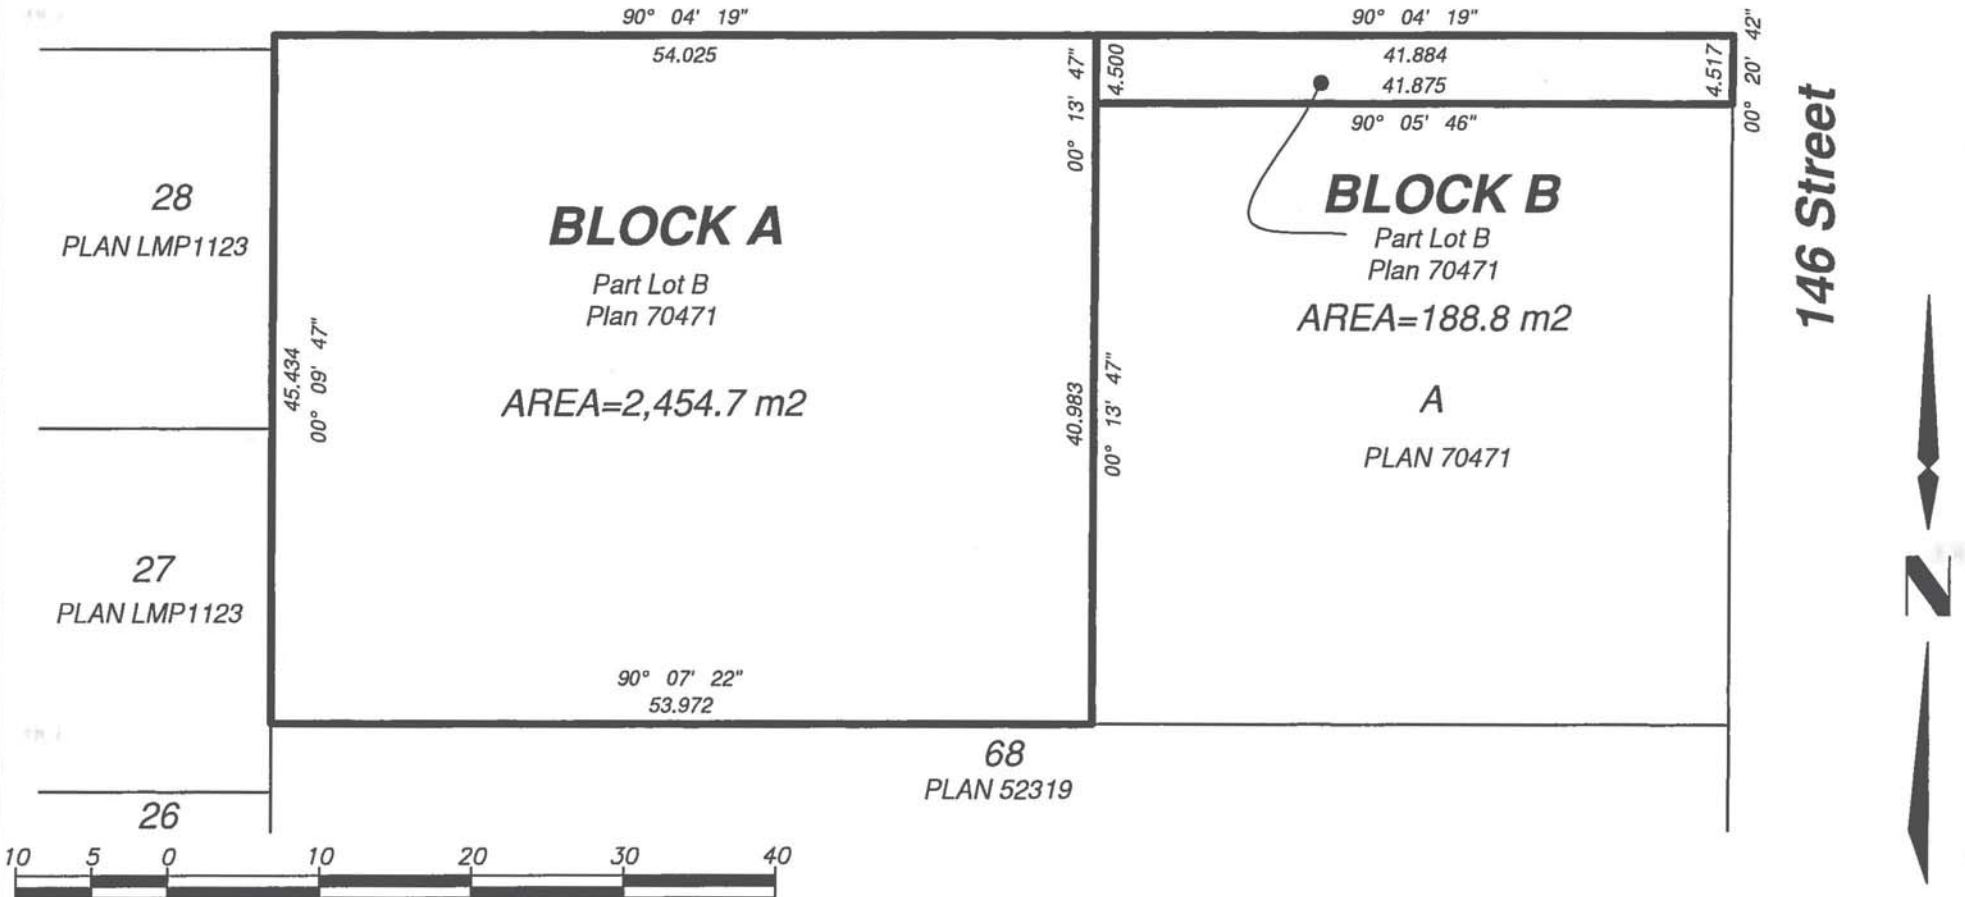 90° 04' 19"
54.025
90° 04' 19"
41.884
41.875
90° 05' 46"
4.500
4.517
00° 20' 42"
00° 13' 47"
146 Street
28
PLAN LMP1123
BLOCK A
Part Lot B
Plan 70471
AREA=2,454.7 m2
BLOCK B
Part Lot B
Plan 70471
AREA=188.8 m2
45.434
00° 09' 47"
40.983
00° 13' 47"
A
PLAN 70471
27
PLAN LMP1123
N
90° 07' 22"
53.972
68
PLAN 52319
26
10 5 0 10 20 30 40